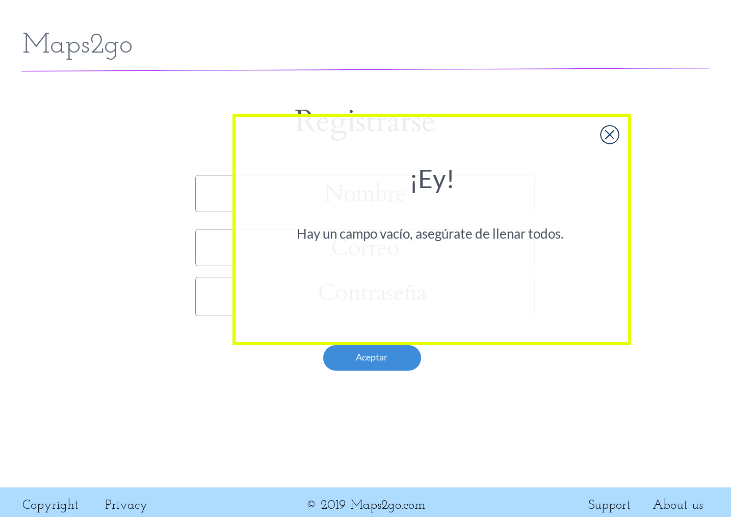 Maps2go
Registrarse
¡Ey!
Nombre
Hay un campo vacío, asegúrate de llenar todos.
Correo
Contraseña
Aceptar
Copyright
Privacy
© 2019 Maps2go.com
Support
About us